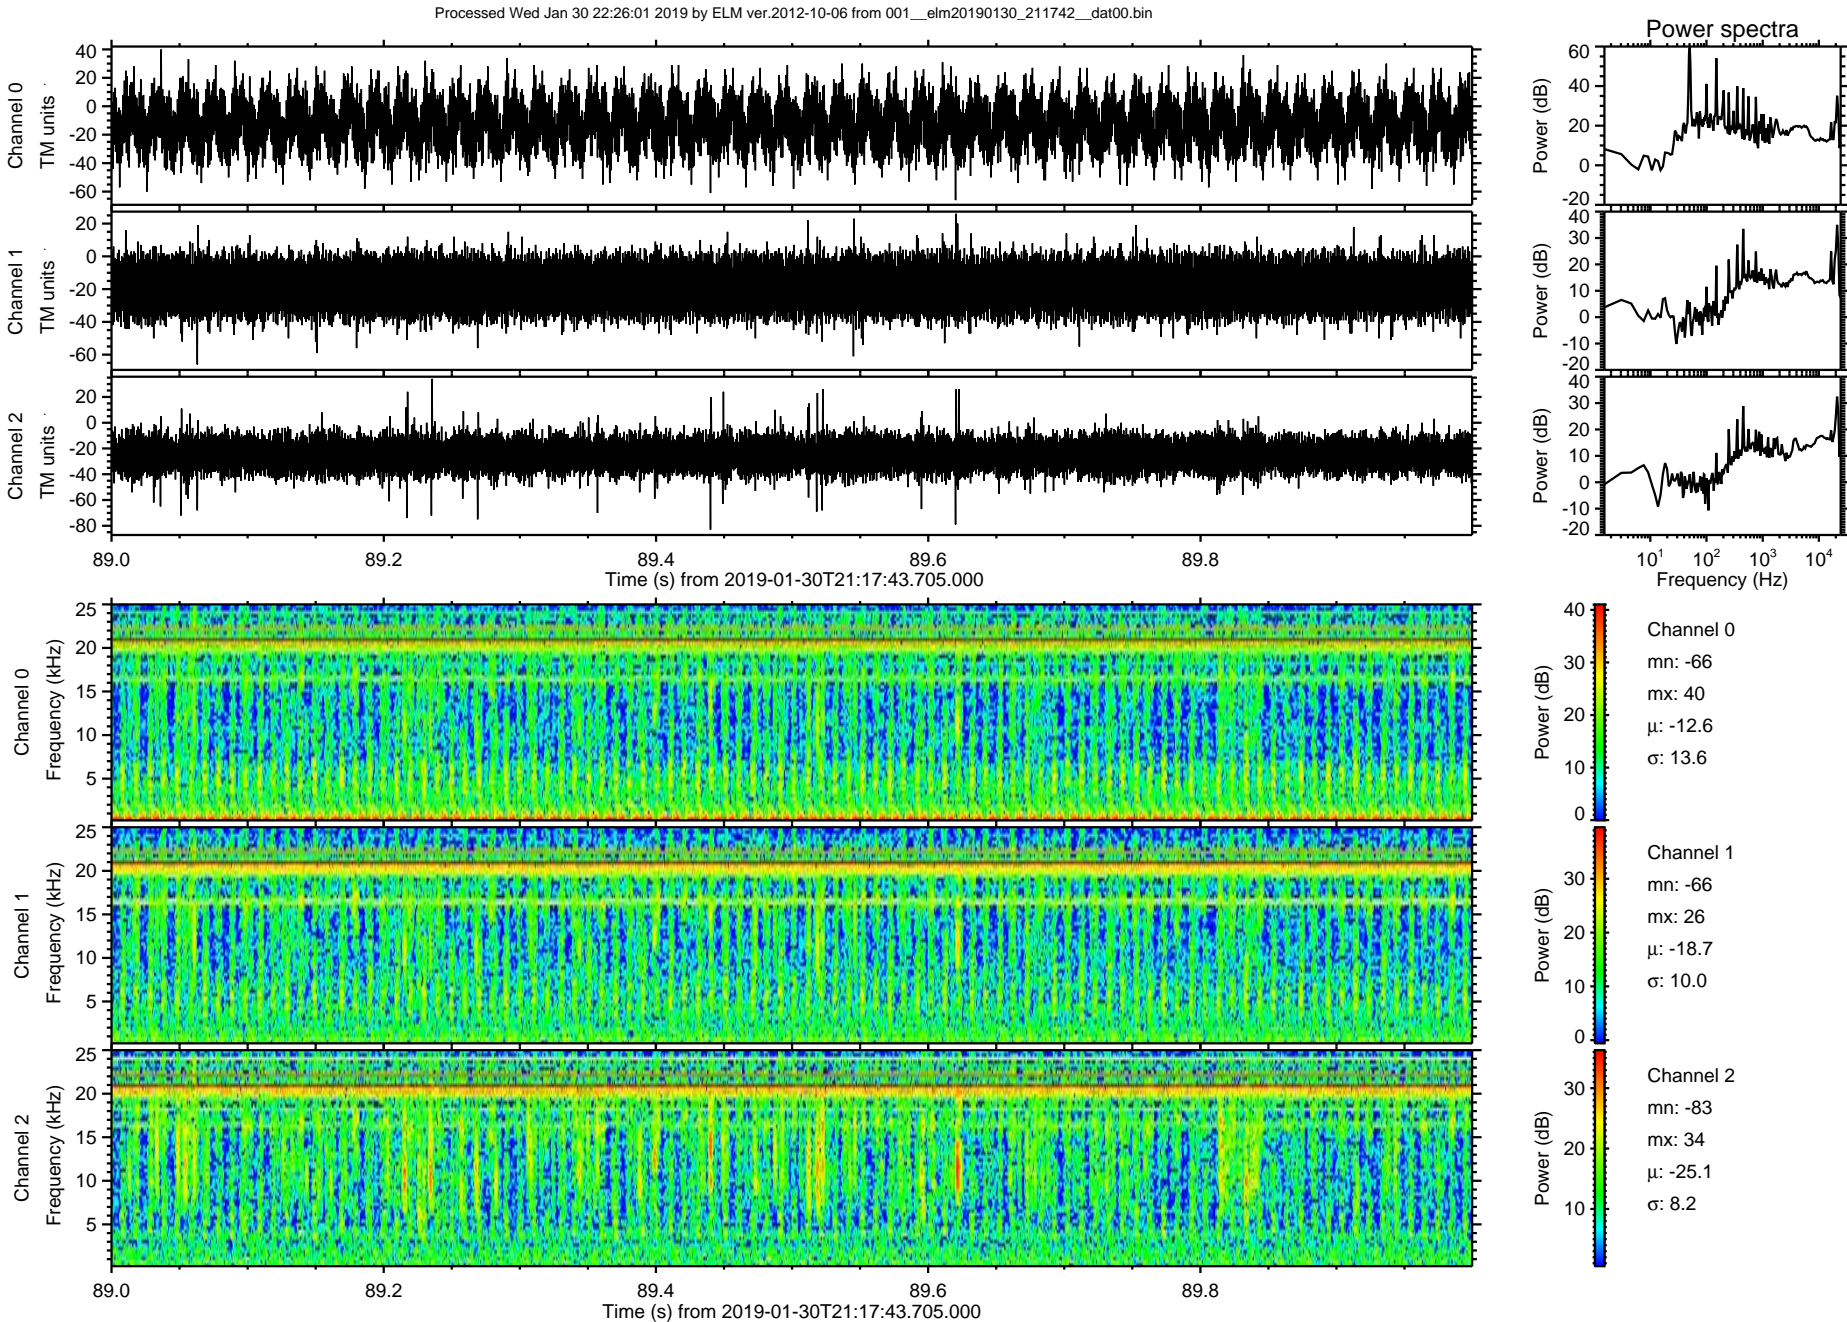 Processed Wed Jan 30 22:26:01 2019 by ELM ver.2012-10-06 from 001__elm20190130_211742__dat00.bin
Power spectra
Channel 0
TM units
40
20
0
-20
-40
-60
Power (dB)
60
40
20
0
-20
Channel 1
TM units
20
0
-20
-40
-60
Power (dB)
40
30
20
10
0
-10
-20
Channel 2
TM units
20
0
-20
-40
-60
-80
Power (dB)
40
30
20
10
0
-10
-20
89.0 89.2 89.4 89.6 89.8
Time (s) from 2019-01-30T21:17:43.705.000
10^1 10^2 10^3 10^4
Frequency (Hz)
Channel 0
Frequency (kHz)
25
20
15
10
5
Power (dB)
40
30
20
10
0
Channel 0
mn: -66
mx: 40
μ: -12.6
σ: 13.6
Channel 1
Frequency (kHz)
25
20
15
10
5
Power (dB)
30
20
10
0
Channel 1
mn: -66
mx: 26
μ: -18.7
σ: 10.0
Channel 2
Frequency (kHz)
25
20
15
10
5
Power (dB)
30
20
10
Channel 2
mn: -83
mx: 34
μ: -25.1
σ: 8.2
89.0 89.2 89.4 89.6 89.8
Time (s) from 2019-01-30T21:17:43.705.000